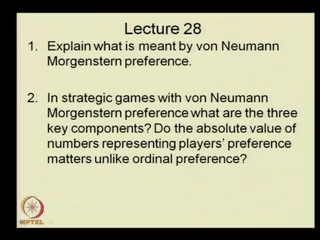 Lecture 28
1. Explain what is meant by von Neumann
Morgenstern preference.
2. In strategic games with von Neumann
Morgenstern preference what are the three
key components? Do the absolute value of
numbers representing players' preference
matters unlike ordinal preference?
NPTEL